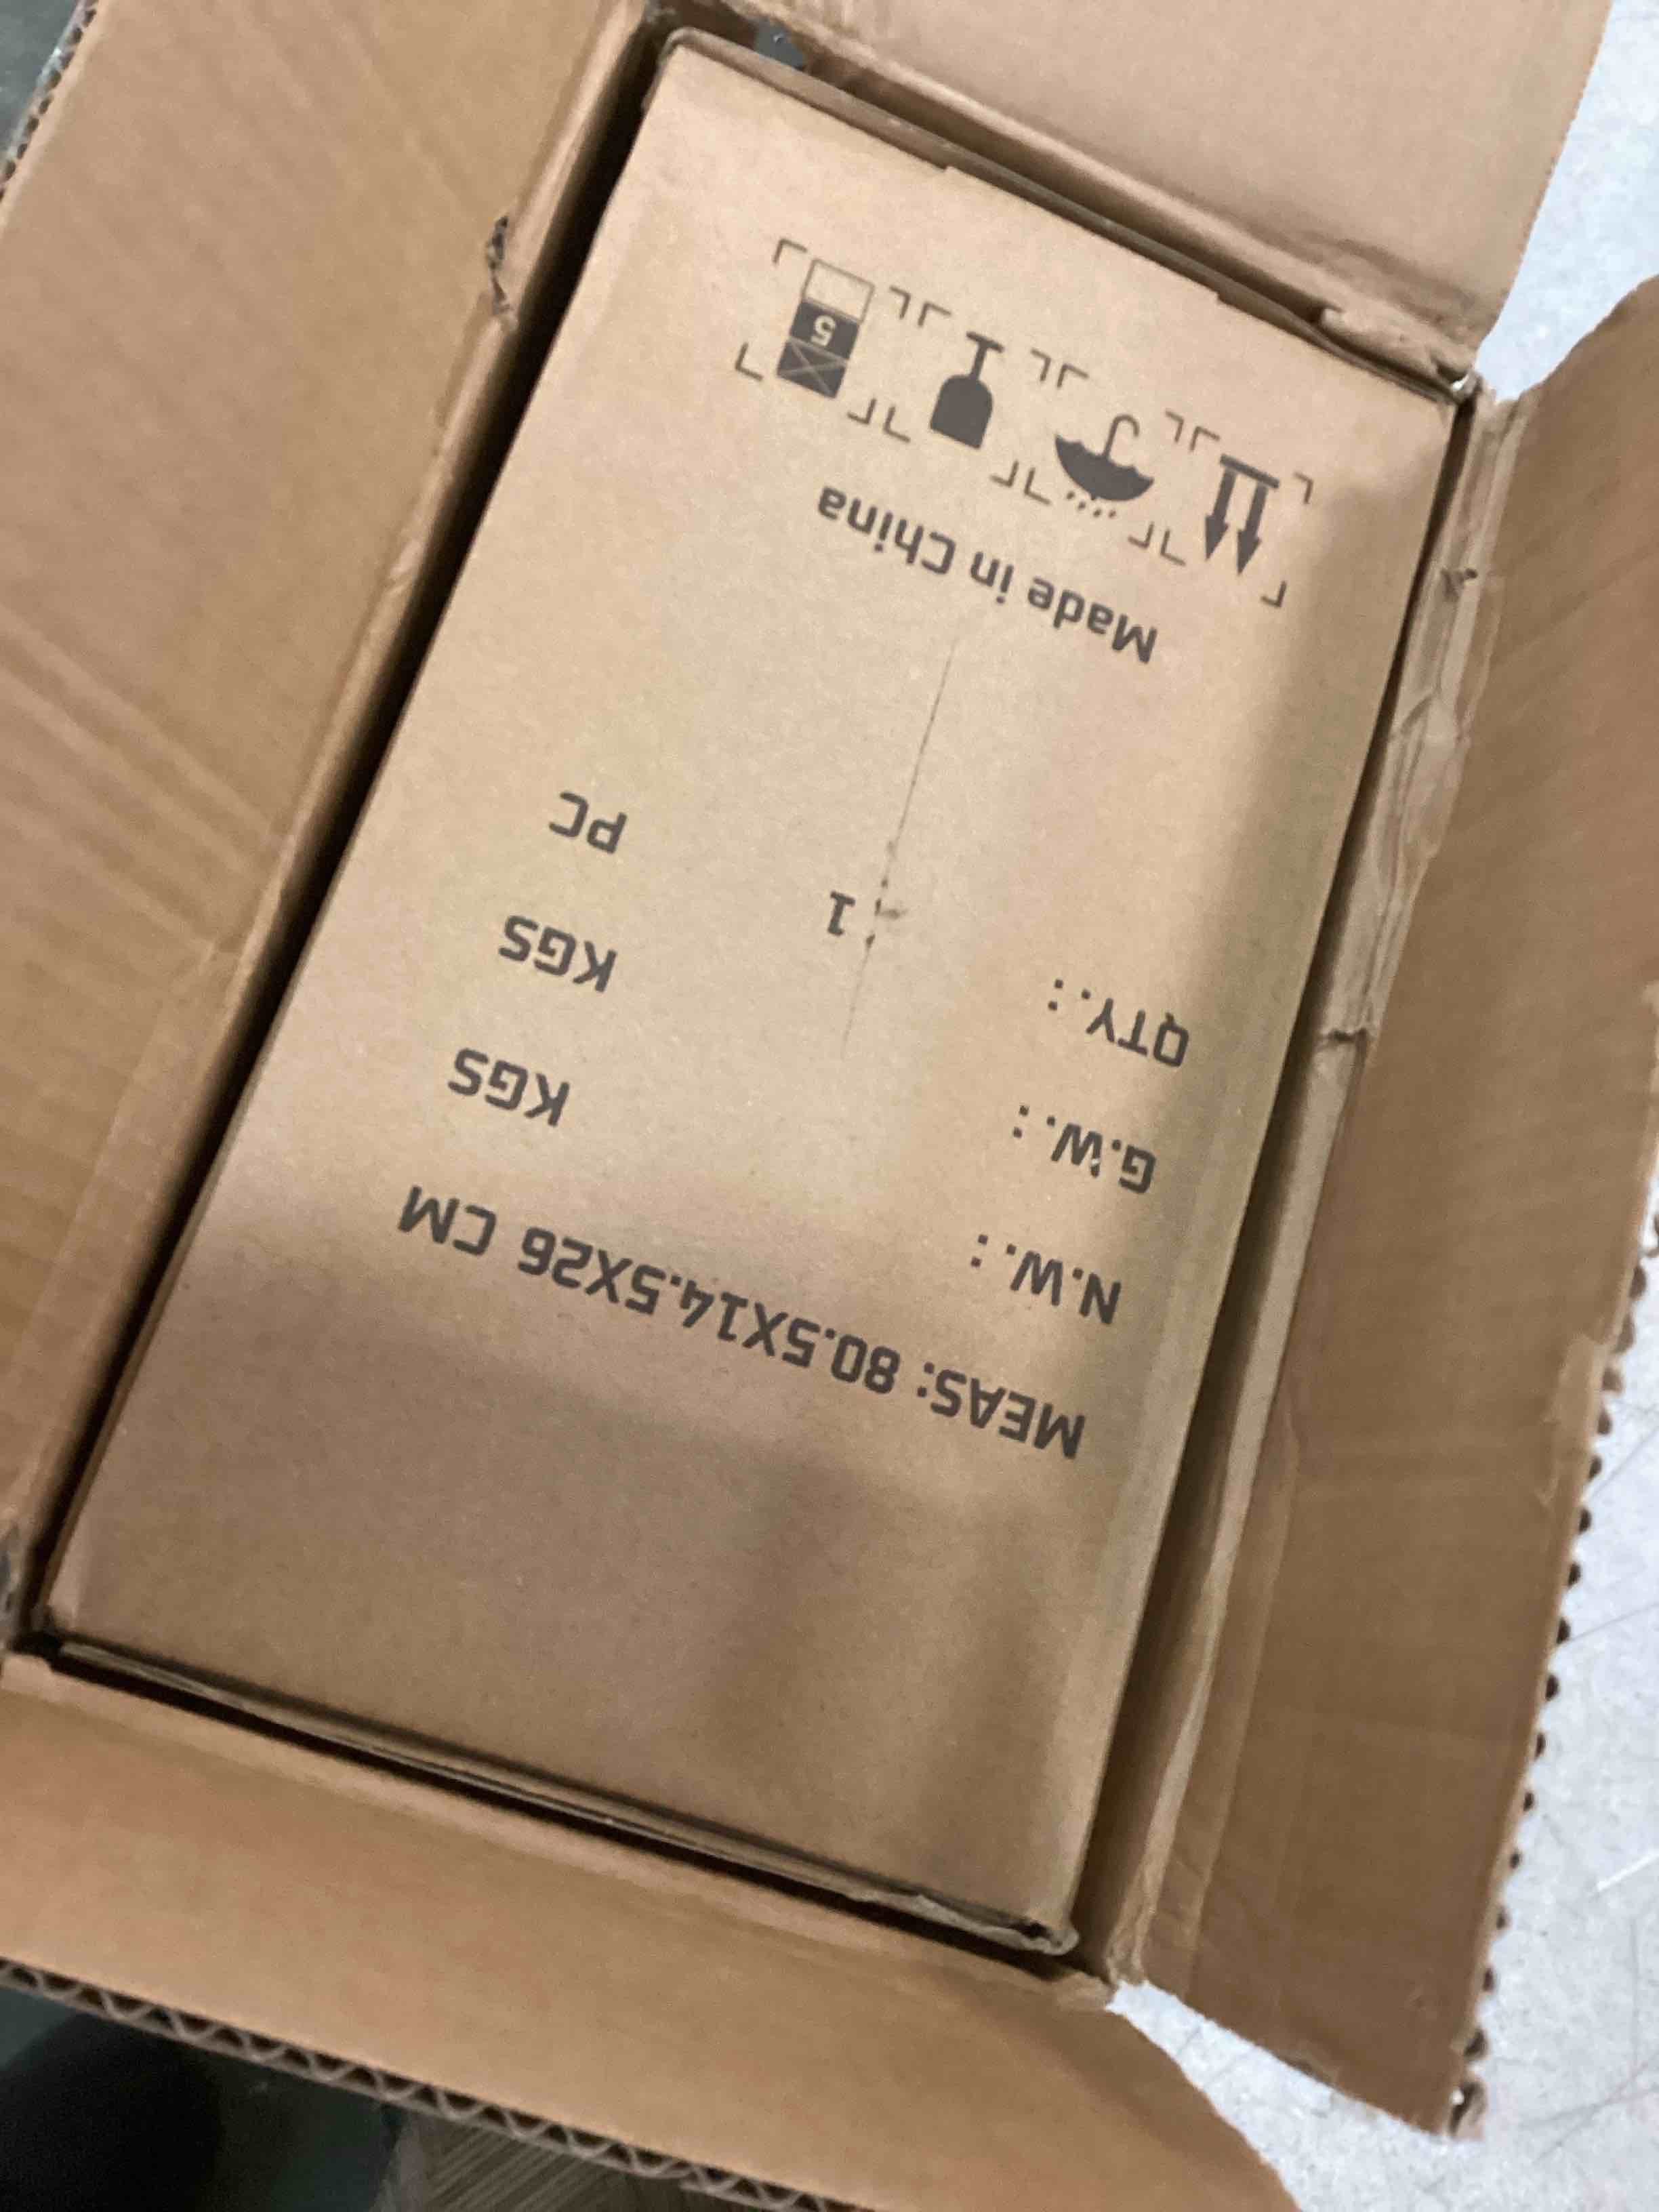 MEAS: 80.5X14.5X26 CM
N.W.: KGS
G.W.: KGS
QTY.: 1 PC
Made in China
5